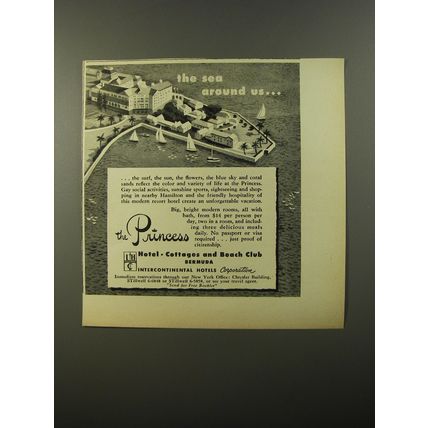 the sea
around us...
... the surf, the sun, the flowers, the blue sky and coral
sands reflect the color and variety of life at the Princess.
Gay social activities, sunshine sports, sightseeing and shop-
ping in nearby Hamilton and the friendly hospitality of
this modern resort hotel create an unforgettable vacation.
Big, bright modern rooms, all with
bath, from $14 per person per
day, two in a room, and includ-
ing three delicious meals
daily. No passport or visa
required ... just proof of
citizenship.
the Princess
Hotel - Cottages and Beach Club
BERMUDA
IHC
INTERCONTINENTAL HOTELS Corporation
Immediate reservations through our New York Office: Chrysler Building,
STillwell 6-5858, or see your travel agent.
"Send for Free Booklet"